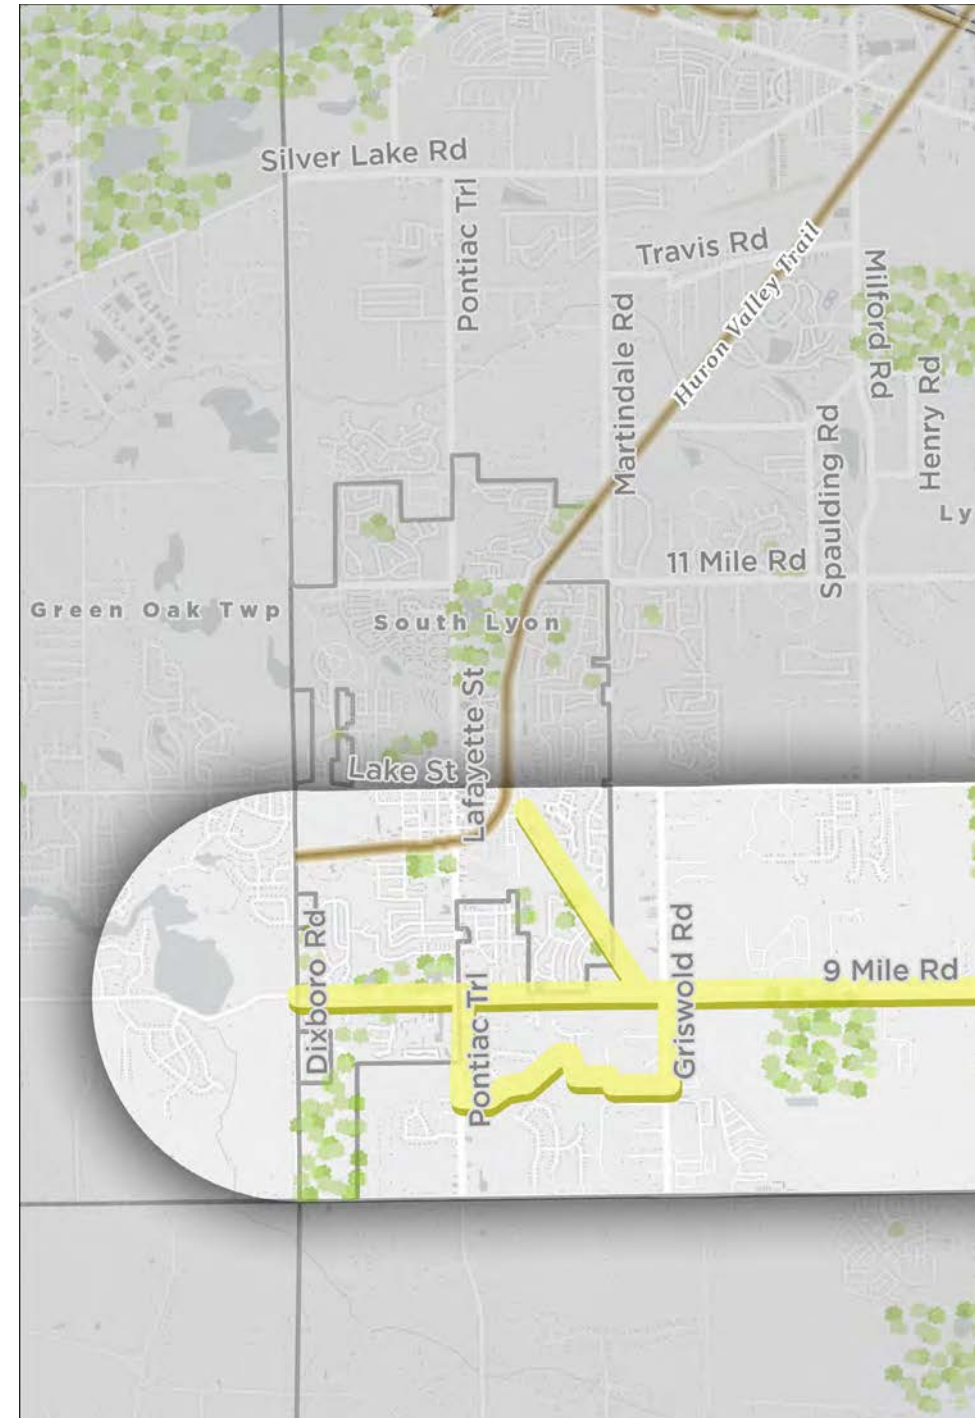 Silver Lake Rd
Pontiac Trl
Travis Rd
Huron Valley Trail
Milford Rd
Martindale Rd
Henry Rd
Spaulding Rd
Ly
11 Mile Rd
Green Oak Twp
South Lyon
Lafayette St
Lake St
Dixboro Rd
Griswold Rd
9 Mile Rd
Pontiac Trl